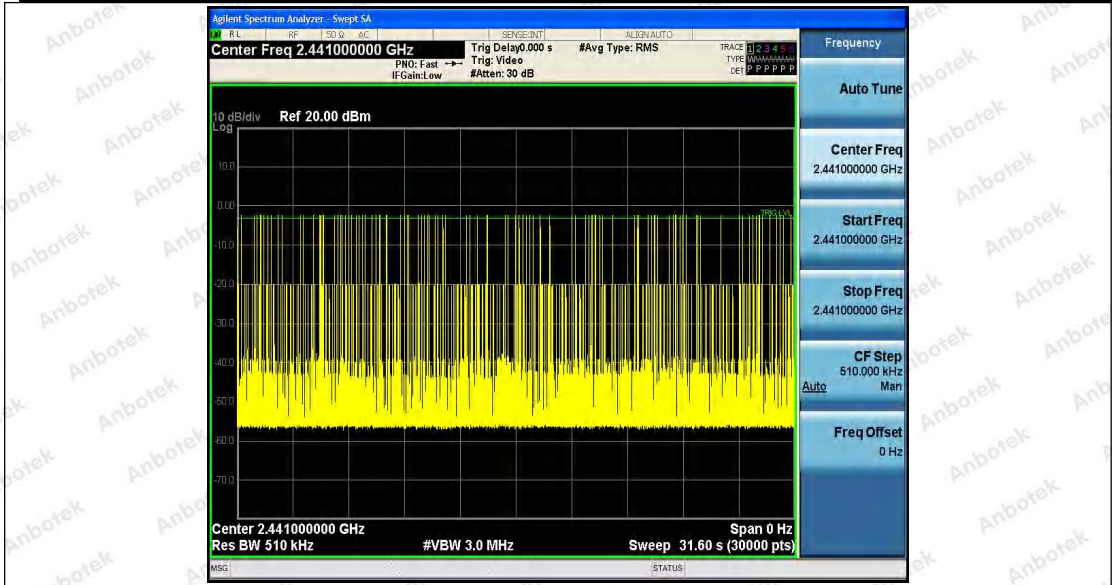 Agilent Spectrum Analyzer - Swept SA
RL RF 50 Ω AC SENSE:INT ALIGN AUTO
Center Freq 2.441000000 GHz
PNO: Fast
IFGain:Low
Trig Delay0.000 s
Trig: Video
#Atten: 30 dB
#Avg Type: RMS
TRACE 1 2 3 4 5 6
TYPE
DET P P P P P P
10 dB/div Ref 20.00 dBm
Log
10.0
0.00
-10.0
-20.0
-30.0
-40.0
-50.0
-60.0
-70.0
TRIG LVL
Center 2.441000000 GHz
Span 0 Hz
Res BW 510 kHz
#VBW 3.0 MHz
Sweep 31.60 s (30000 pts)
MSG
STATUS
Frequency
Auto Tune
Center Freq
2.441000000 GHz
Start Freq
2.441000000 GHz
Stop Freq
2.441000000 GHz
CF Step
510.000 kHz
Auto Man
Freq Offset
0 Hz
Anbotek